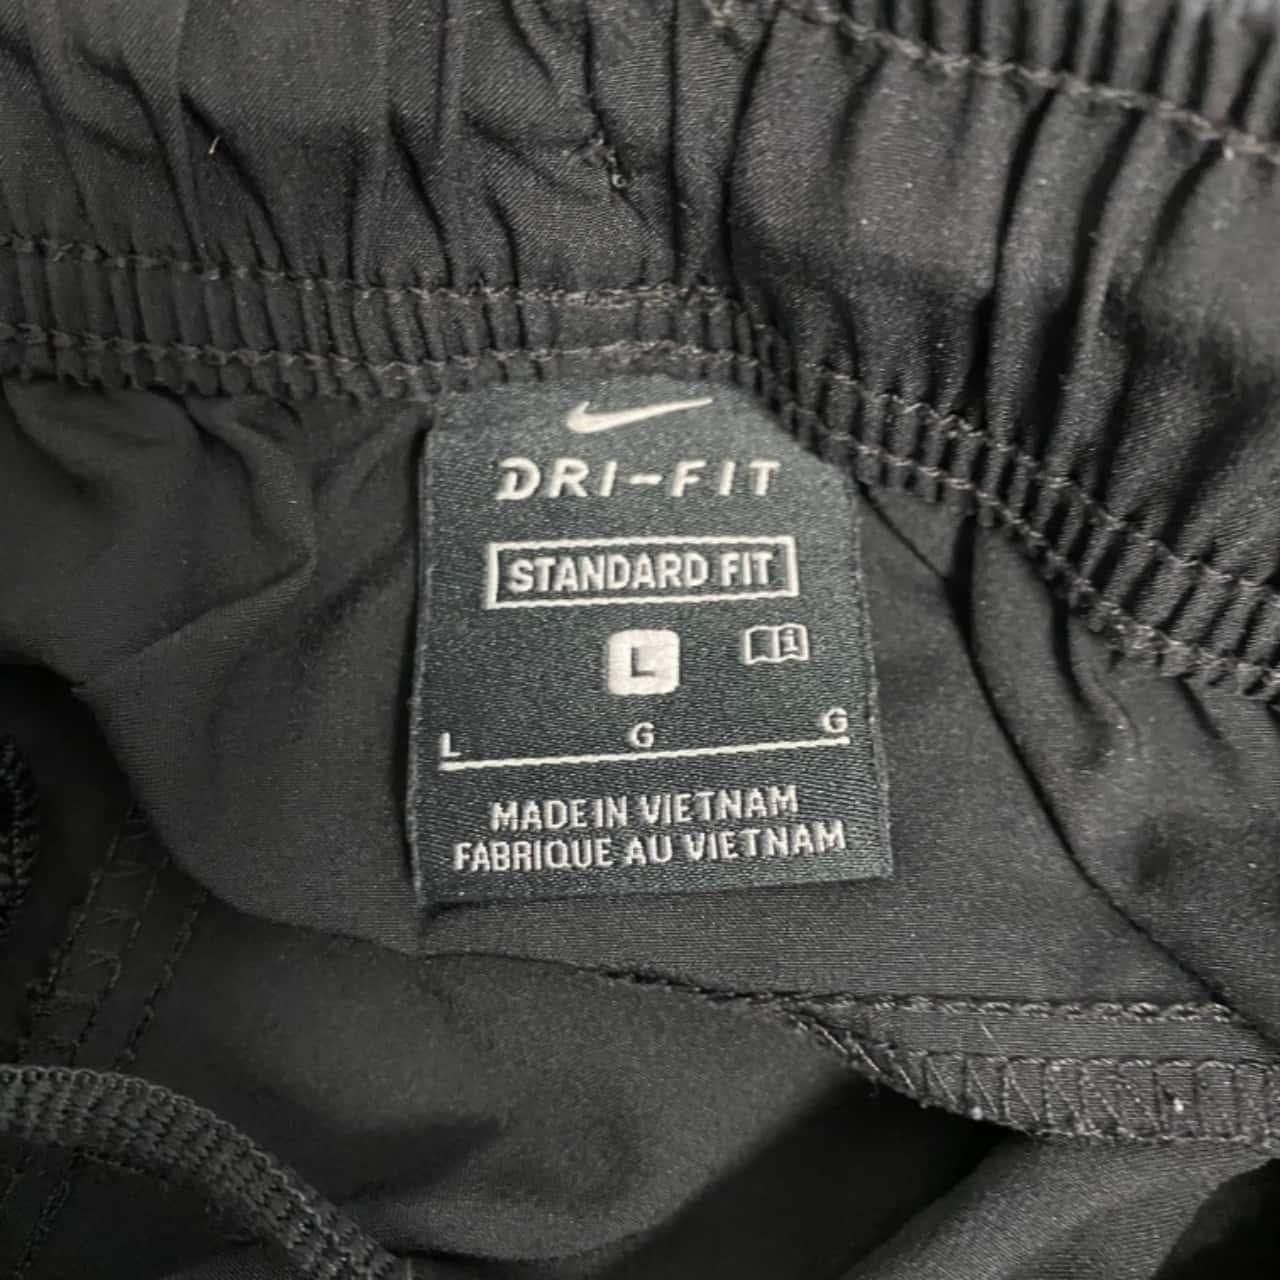 DRI-FIT
STANDARD FIT
L
L G G
MADE IN VIETNAM
FABRIQUE AU VIETNAM